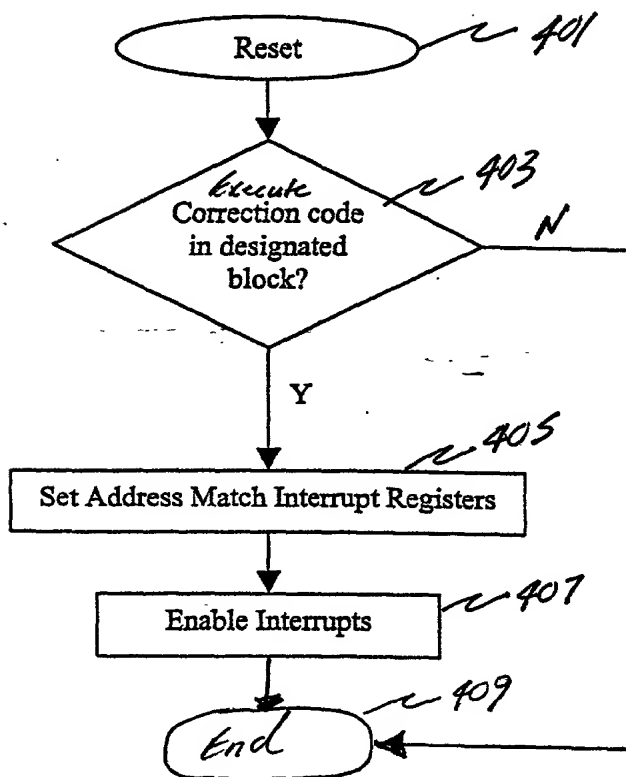 Reset
401
Execute
403
Correction code
in designated
block?
N
Y
405
Set Address Match Interrupt Registers
407
Enable Interrupts
409
End